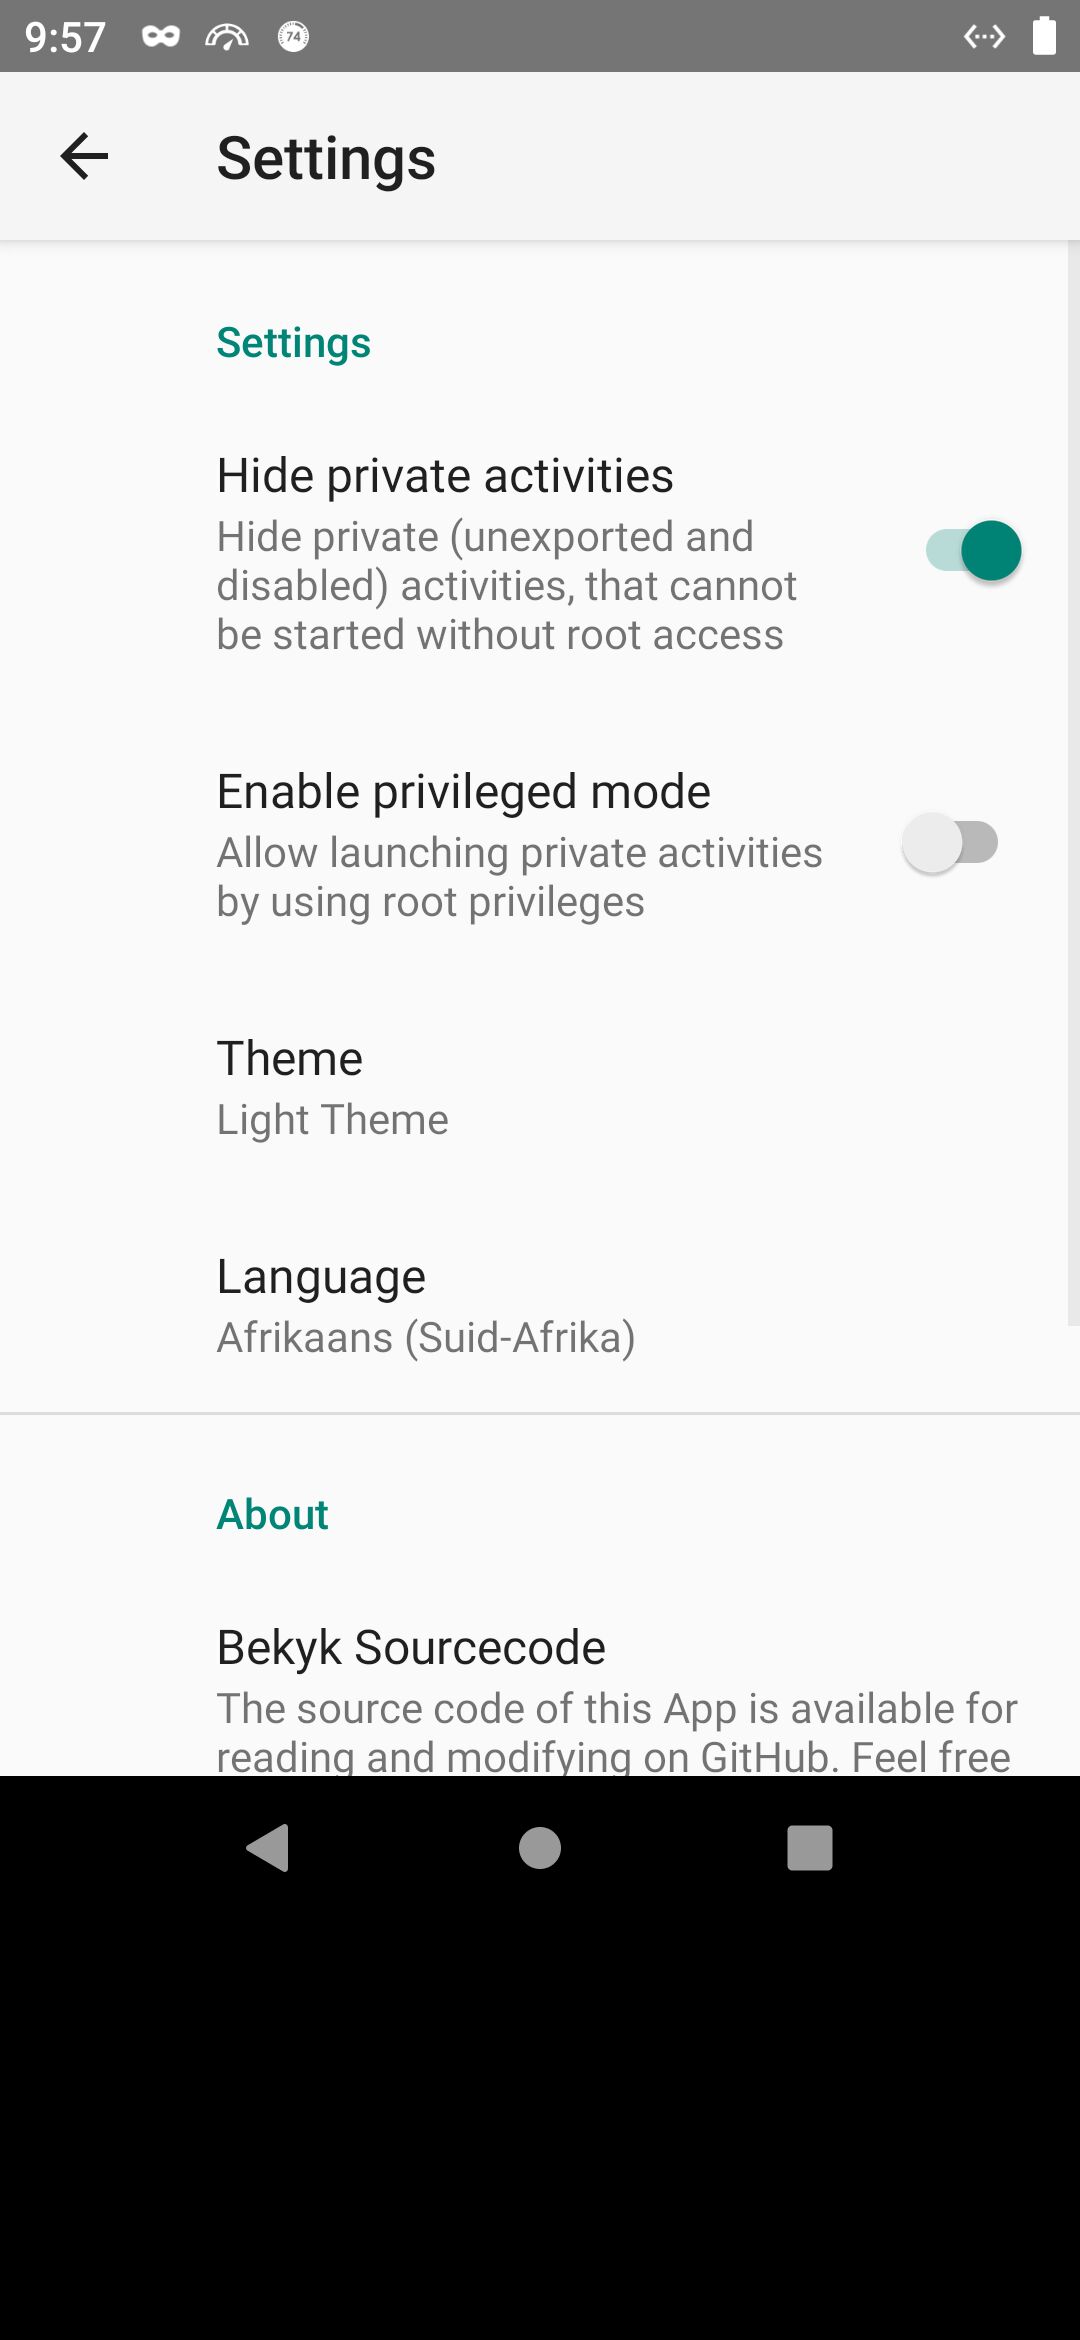 9:57
74
Settings
Settings
Hide private activities
Hide private (unexported and
disabled) activities, that cannot
be started without root access
Enable privileged mode
Allow launching private activities
by using root privileges
Theme
Light Theme
Language
Afrikaans (Suid-Afrika)
About
Bekyk Sourcecode
The source code of this App is available for
reading and modifying on GitHub. Feel free